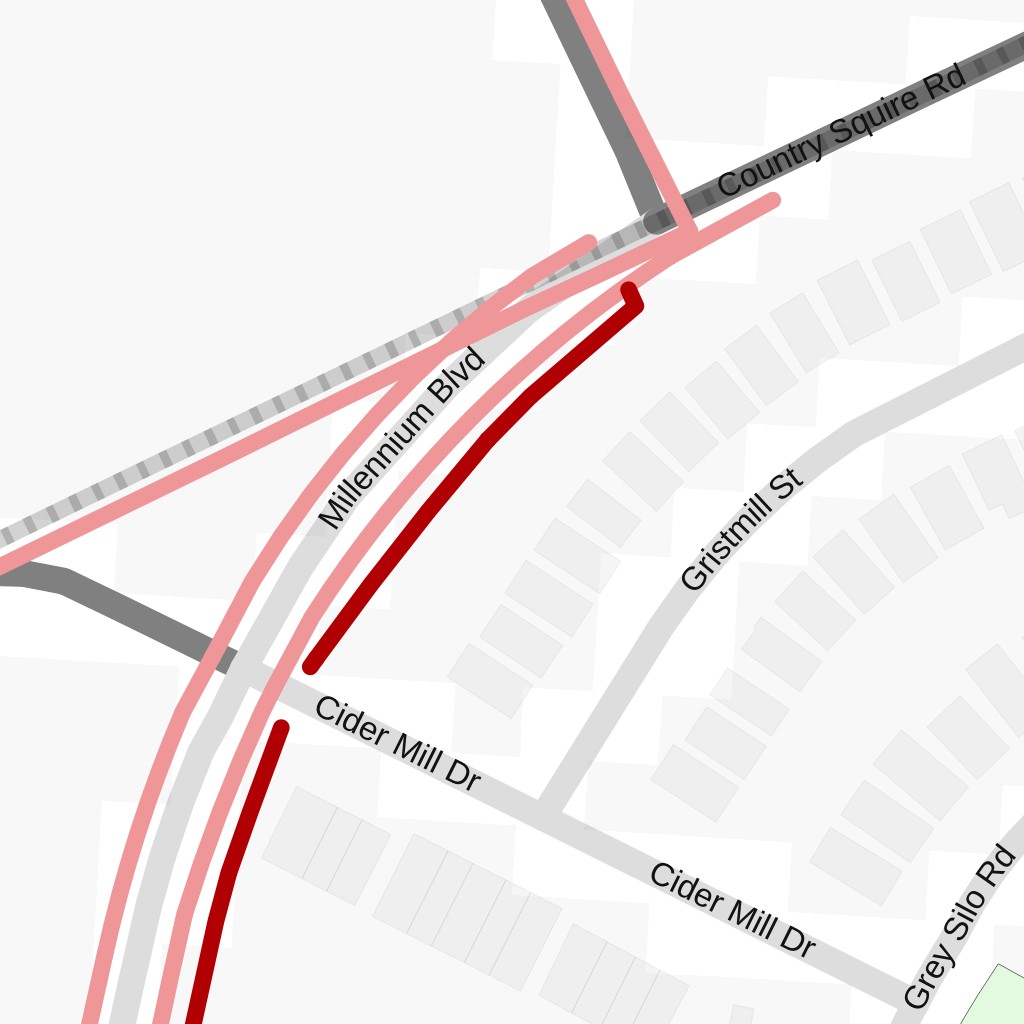 Country Squire Rd
Millennium Blvd
Gristmill St
Cider Mill Dr
Cider Mill Dr
Grey Silo Rd